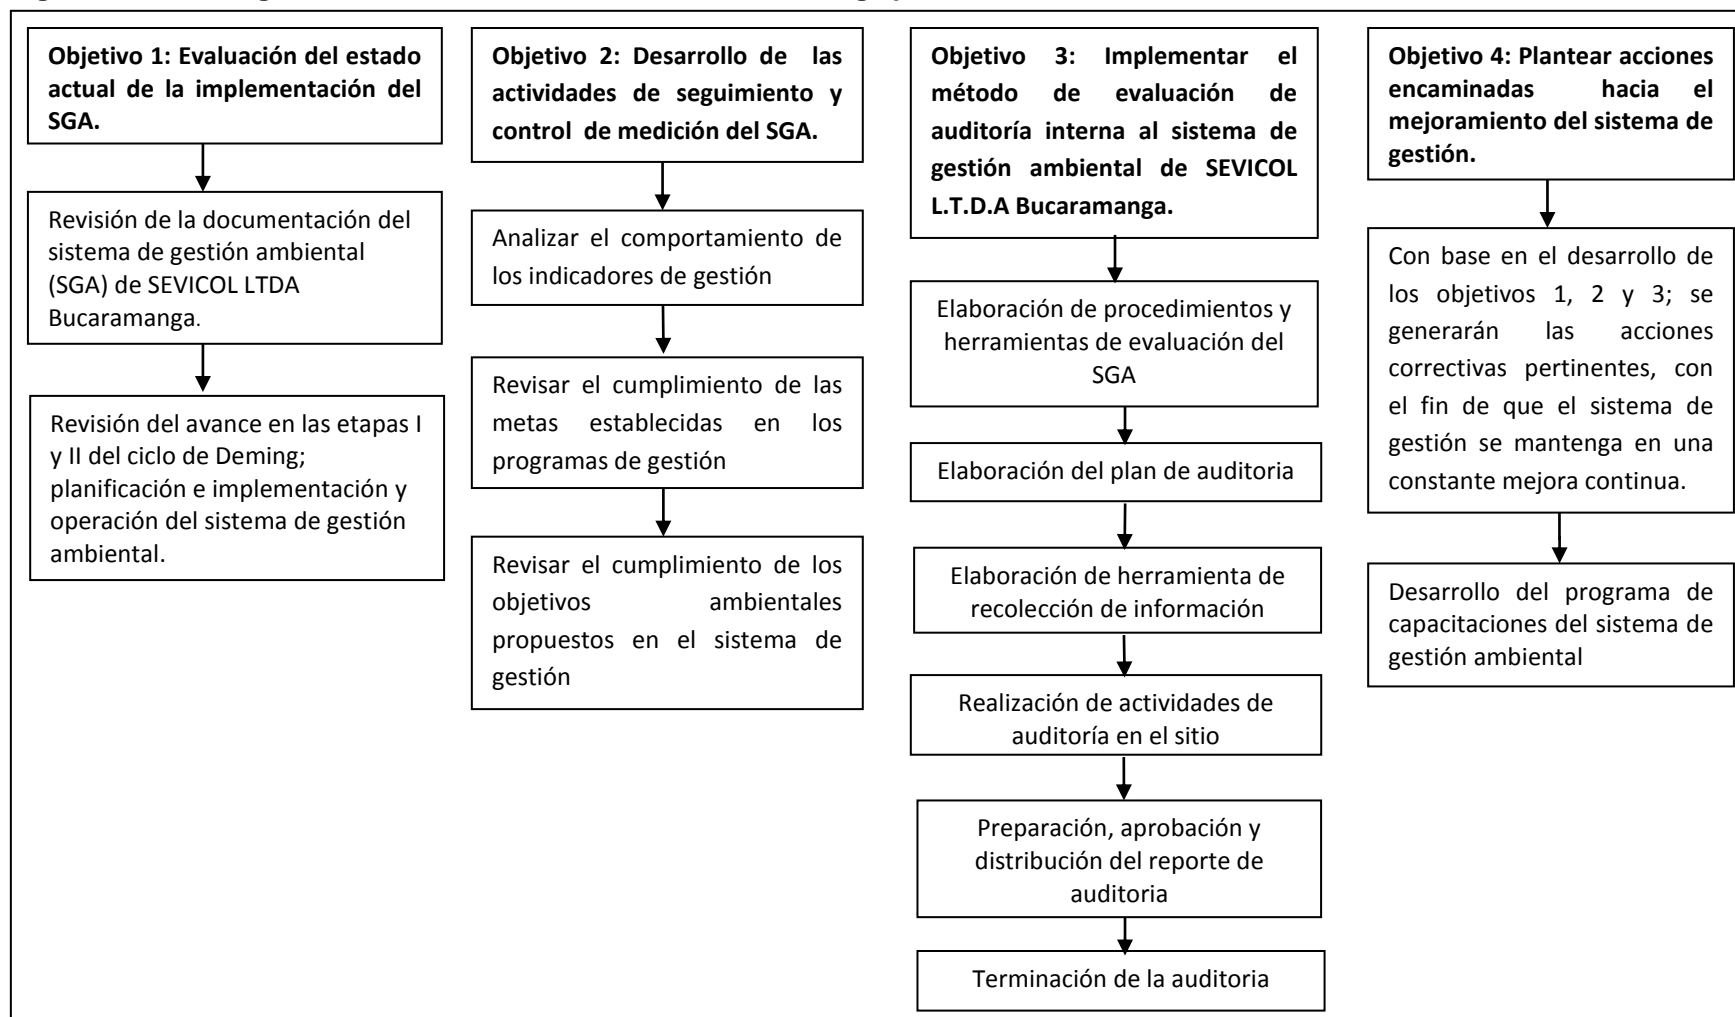 Objetivo 1: Evaluación del estado
actual de la implementación del
SGA.
Revisión de la documentación del
sistema de gestión ambiental
(SGA) de SEVICOL LTDA
Bucaramanga.
Revisión del avance en las etapas I
y II del ciclo de Deming;
planificación e implementación y
operación del sistema de gestión
ambiental.
Objetivo 2: Desarrollo de las
actividades de seguimiento y
control de medición del SGA.
Analizar el comportamiento de
los indicadores de gestión
Revisar el cumplimiento de las
metas establecidas en los
programas de gestión
Revisar el cumplimiento de los
objetivos ambientales
propuestos en el sistema de
gestión
Objetivo 3: Implementar el
método de evaluación de
auditoría interna al sistema de
gestión ambiental de SEVICOL
L.T.D.A Bucaramanga.
Elaboración de procedimientos y
herramientas de evaluación del
SGA
Elaboración del plan de auditoria
Elaboración de herramienta de
recolección de información
Realización de actividades de
auditoría en el sitio
Preparación, aprobación y
distribución del reporte de
auditoria
Terminación de la auditoria
Objetivo 4: Plantear acciones
encaminadas hacia el
mejoramiento del sistema de
gestión.
Con base en el desarrollo de
los objetivos 1, 2 y 3; se
generarán las acciones
correctivas pertinentes, con
el fin de que el sistema de
gestión se mantenga en una
constante mejora continua.
Desarrollo del programa de
capacitaciones del sistema de
gestión ambiental